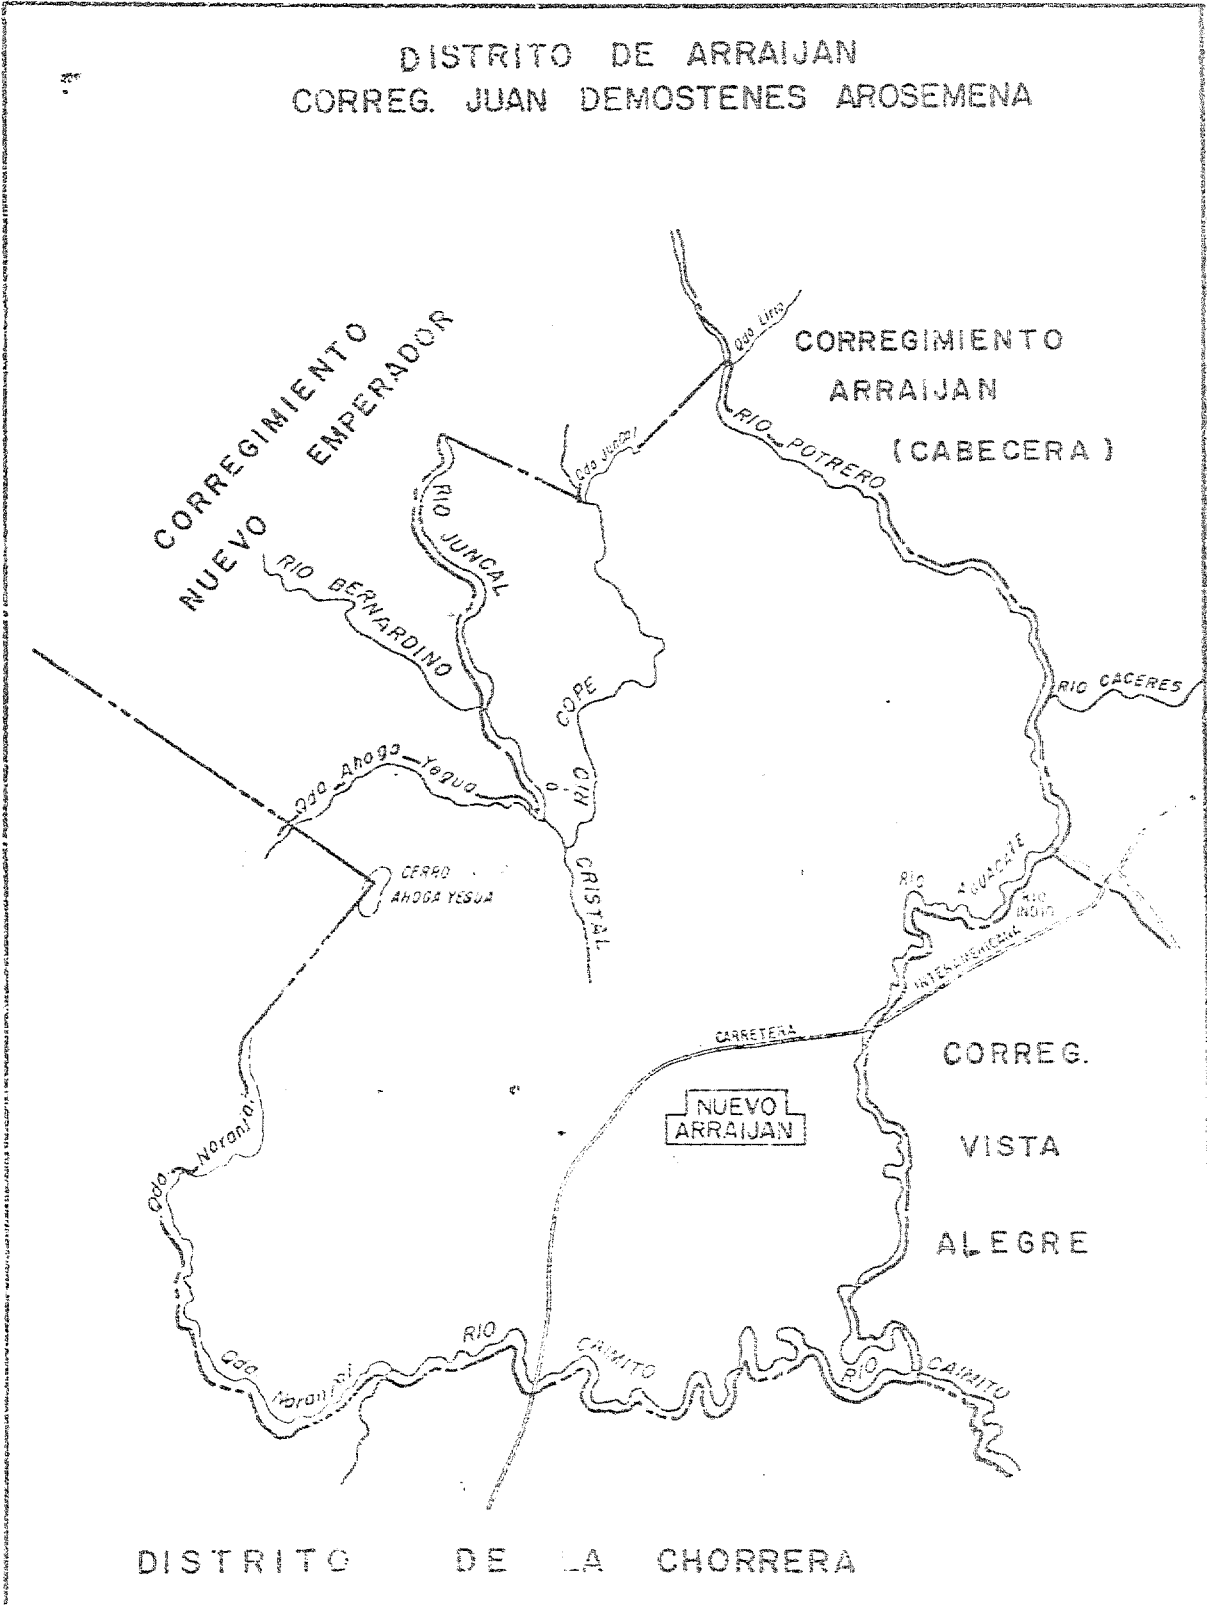 DISTRITO DE ARRAIJAN
CORREG. JUAN DEMOSTENES AROSEMENA
Qda Lirio
CORREGIMIENTO
ARRAIJAN
(CABECERA)
CORREGIMIENTO
NUEVO EMPERADOR
RIO POTRERO
Qda Juncal
RIO JUNCAL
RIO BERNARDINO
RIO CACERES
RIO COPE
Qda Ahoga Yegua
CERRO
AHOGA YEGUA
RIO AGUACATE
RIO
INDIO
CRISTAL
CARRETERA INTERAMERICANA
CORREG.
VISTA
ALEGRE
NUEVO
ARRAIJAN
Qda Naranjal
Qda Naranjal
RIO CAIMITO
RIO CAIMITO
DISTRITO DE LA CHORRERA